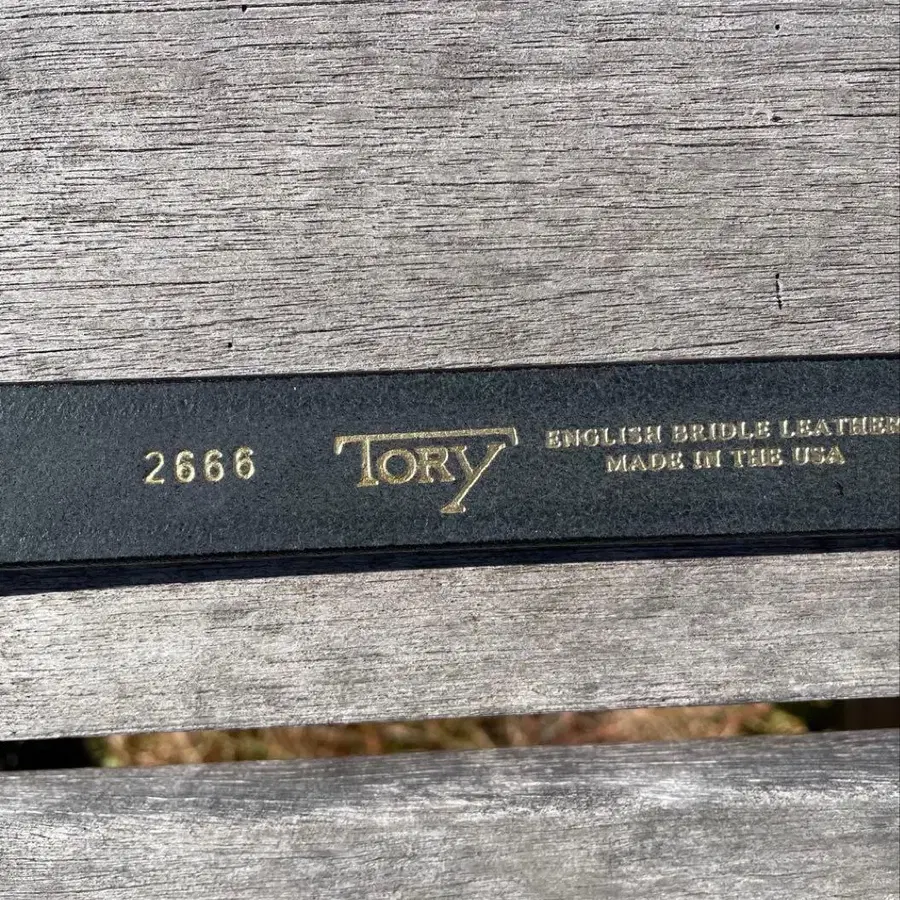 2666
TORY
ENGLISH BRIDLE LEATHER
MADE IN THE USA